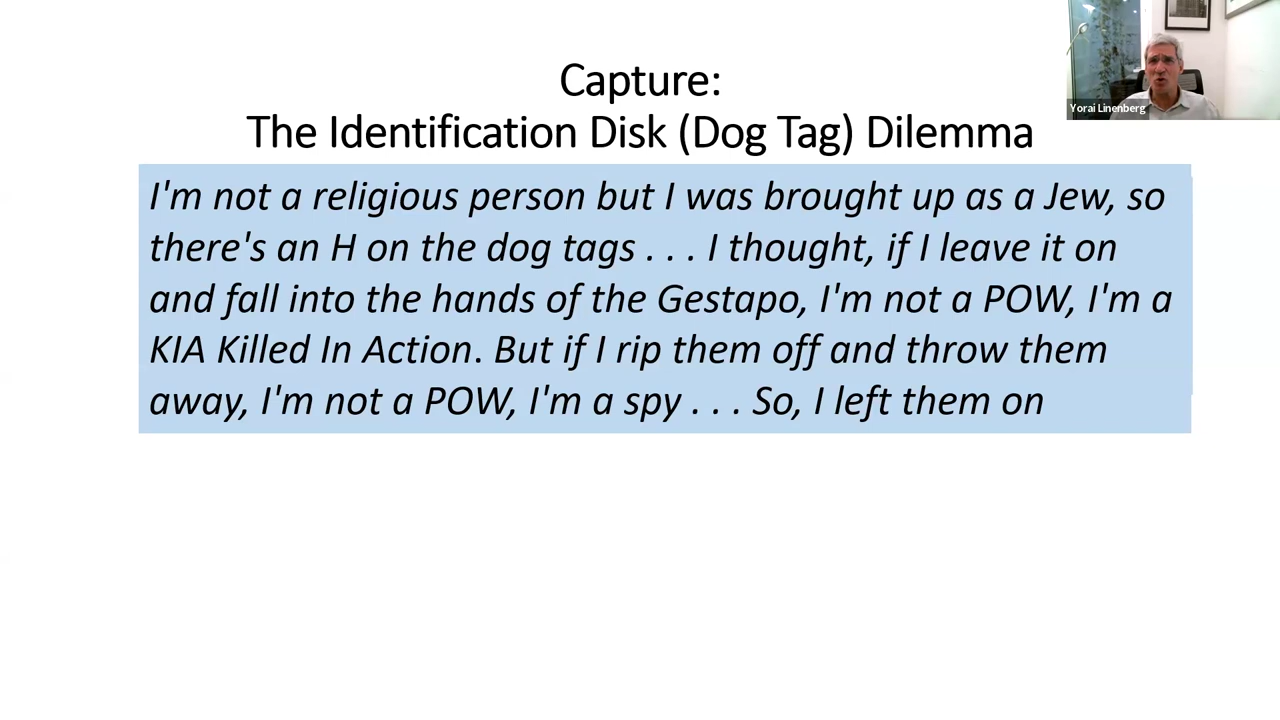 Yorai Linenberg
Capture:
The Identification Disk (Dog Tag) Dilemma
I'm not a religious person but I was brought up as a Jew, so
there's an H on the dog tags . . . I thought, if I leave it on
and fall into the hands of the Gestapo, I'm not a POW, I'm a
KIA Killed In Action. But if I rip them off and throw them
away, I'm not a POW, I'm a spy . . . So, I left them on